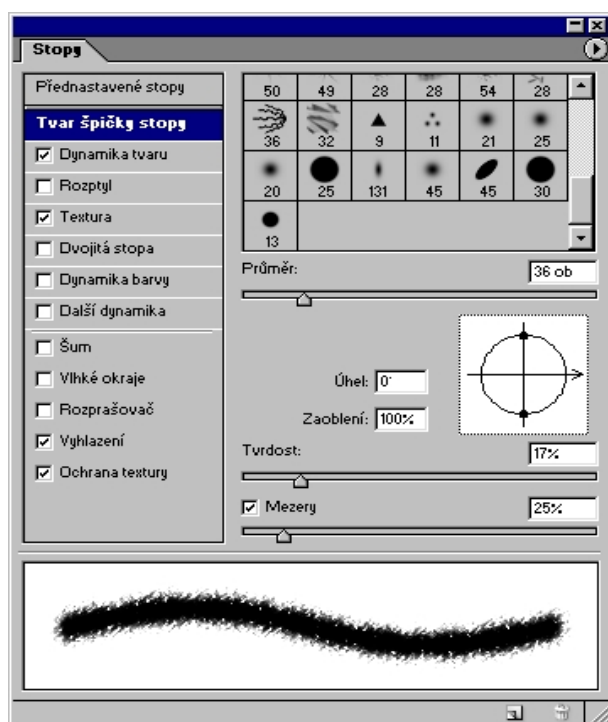 Stopy
Přednastavené stopy
Tvar špičky stopy
Dynamika tvaru
Rozptyl
Textura
Dvojitá stopa
Dynamika barvy
Další dynamika
Šum
Vlhké okraje
Rozprašovač
Vyhlazení
Ochrana textury
50 49 28 28 54 28
36 32 9 11 21 25
20 25 131 45 45 30
13
Průměr: 36 ob
Úhel: 0°
Zaoblení: 100%
Tvrdost: 17%
Mezery 25%